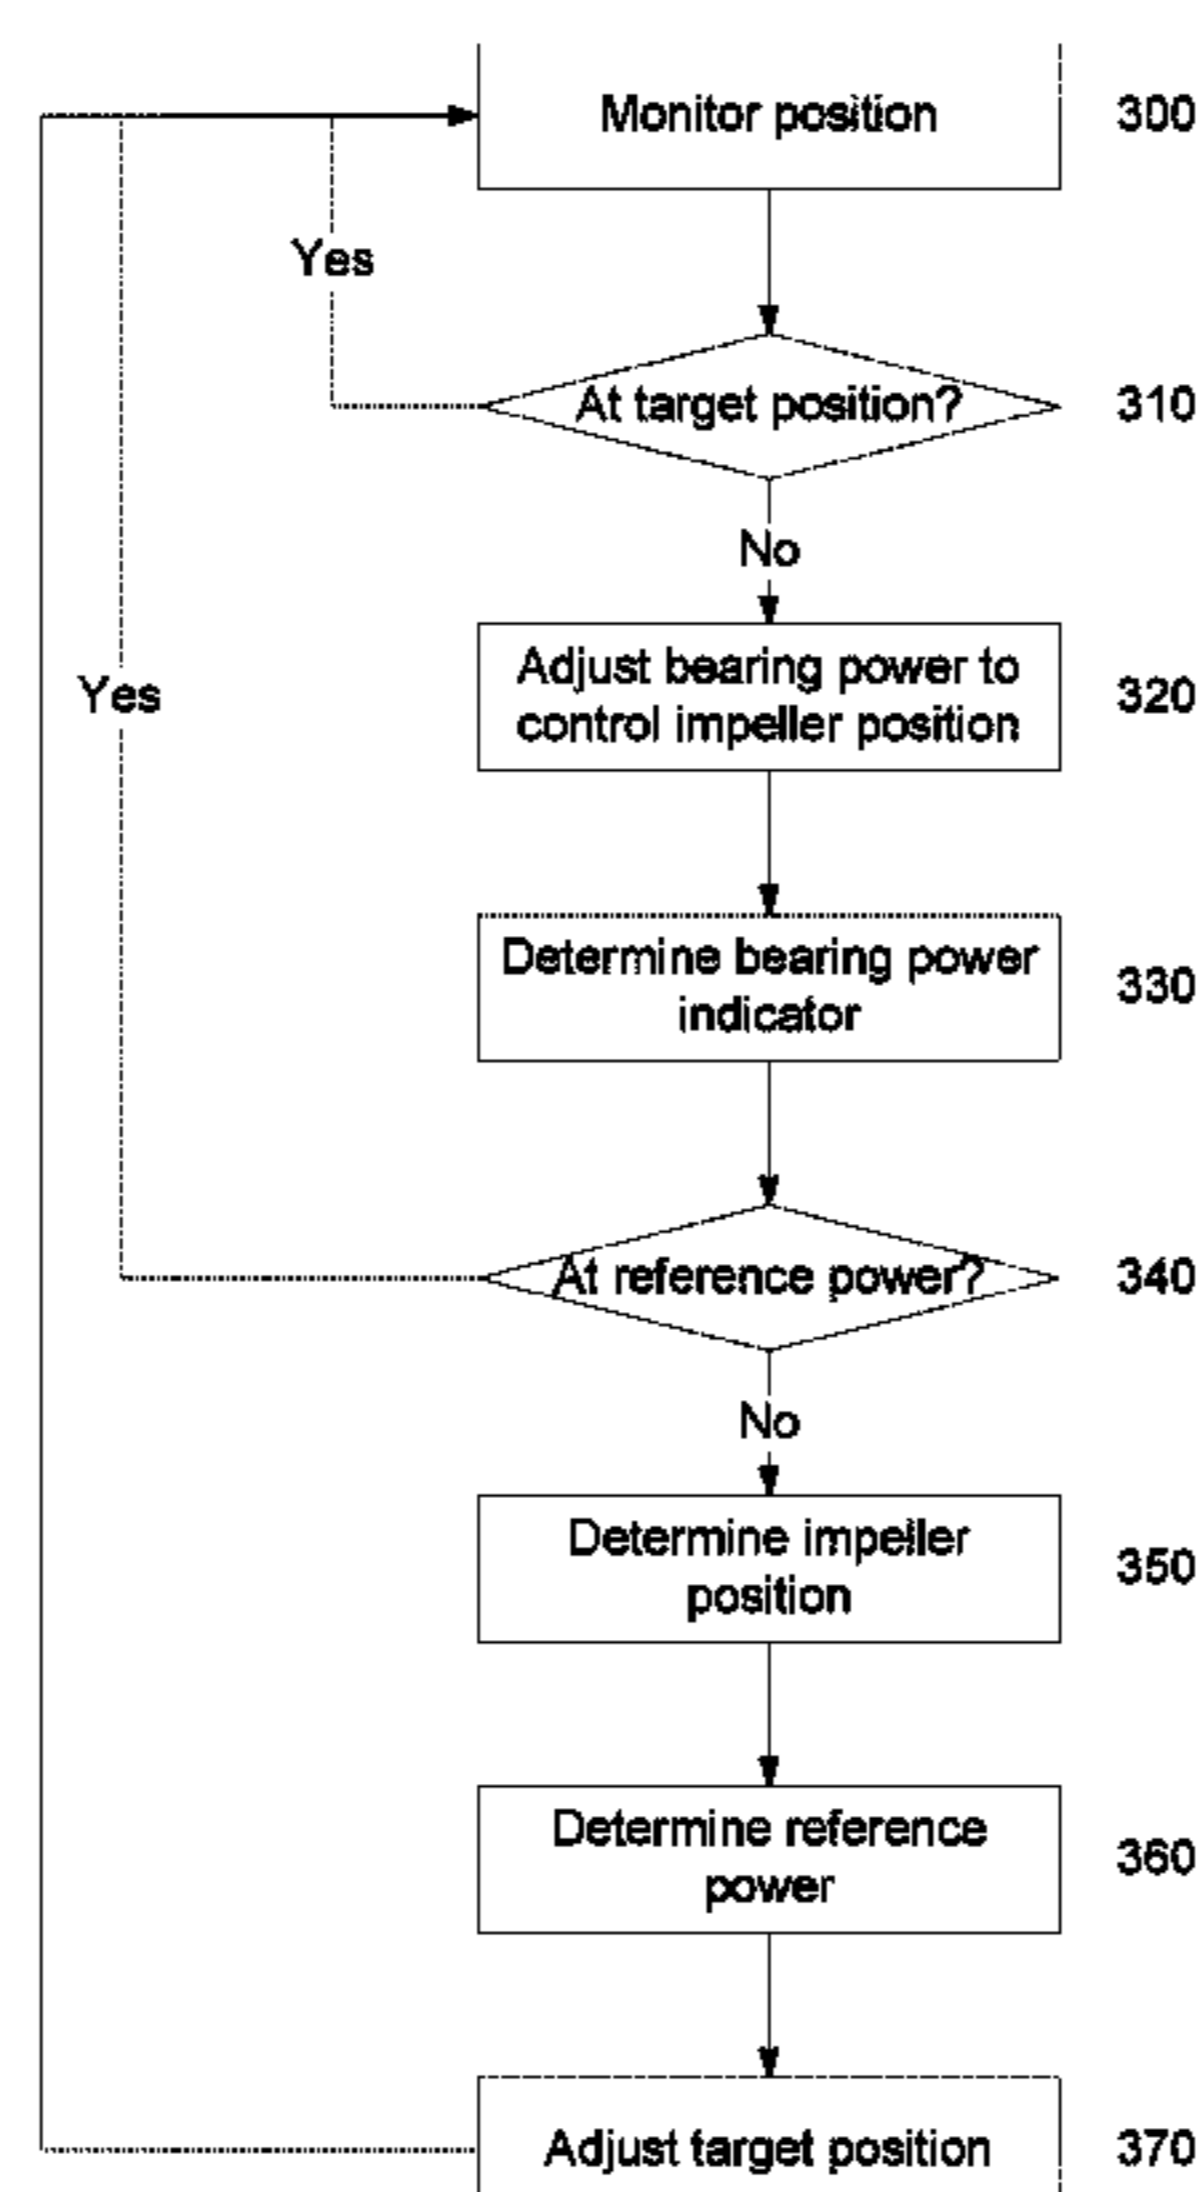 Monitor position
300
Yes
At target position?
310
No
Adjust bearing power to
control impeller position
320
Yes
Determine bearing power
indicator
330
At reference power?
340
No
Determine impeller
position
350
Determine reference
power
360
Adjust target position
370